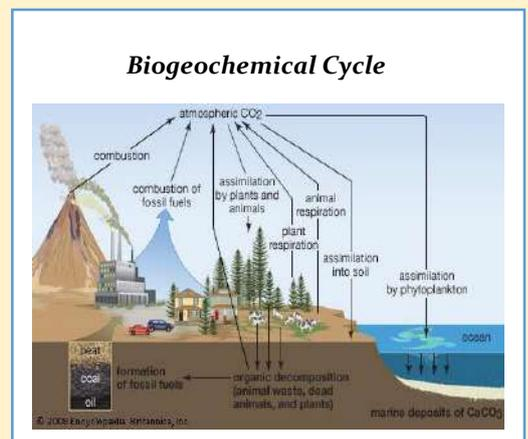 Biogeochemical Cycle
atmospheric CO2
combustion
combustion of
fossil fuels
assimilation
by plants and
animals
animal
respiration
plant
respiration
assimilation
into soil
assimilation
by phytoplankton
ocean
peat
coal
oil
formation
of fossil fuels
organic decomposition
(animal waste, dead
animals, and plants)
marine deposits of CaCO3
© 2008 Encyclopædia Britannica, Inc.